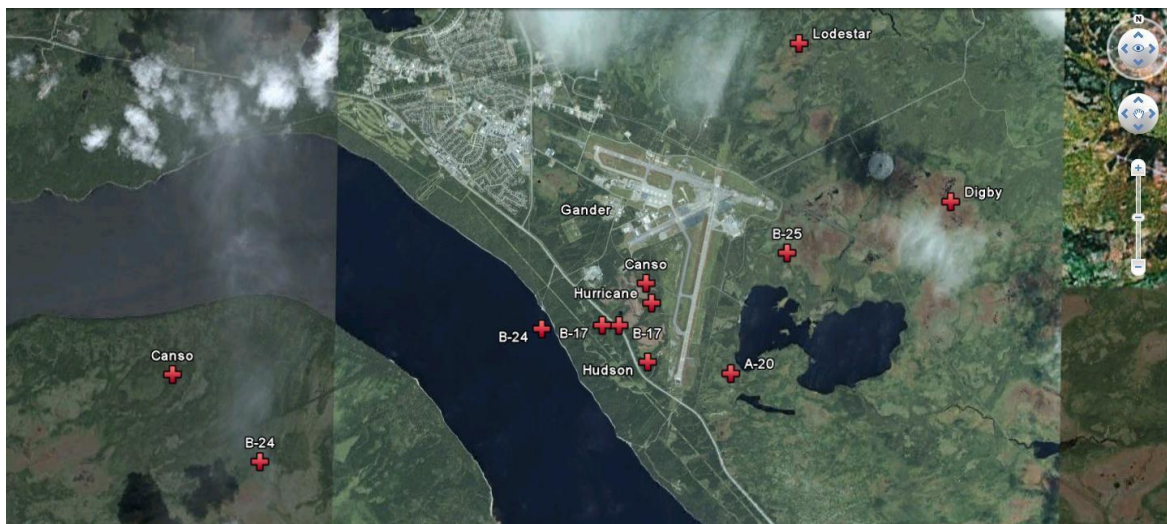 N
Lodestar
Digby
Gander
B-25
Canso
Hurricane
B-24
B-17
B-17
Canso
Hudson
A-20
B-24